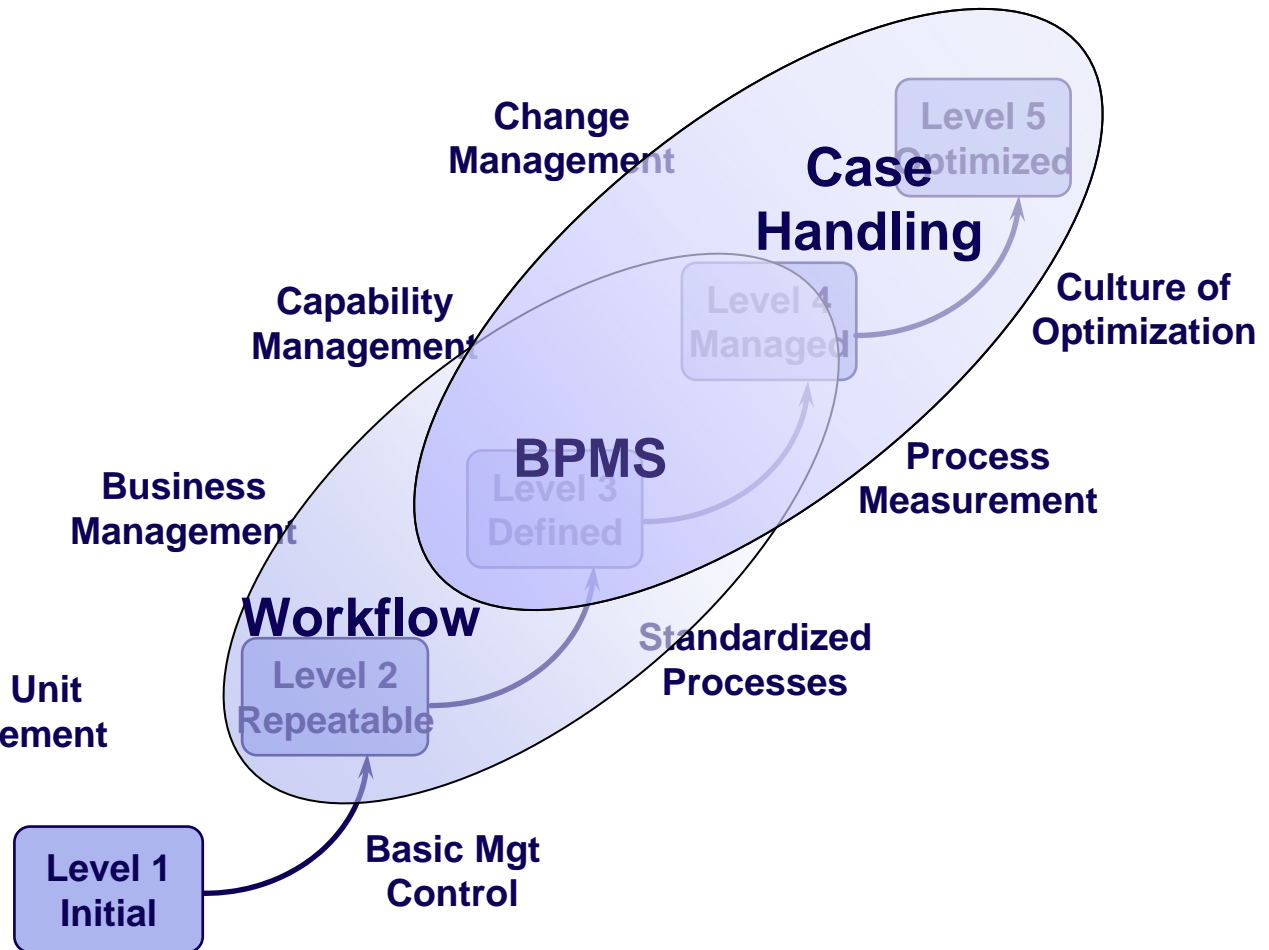 Change
Management
Level 5
Optimized
Case
Handling
Capability
Management
Level 4
Managed
Culture of
Optimization
Business
Management
BPMS
Level 3
Defined
Process
Measurement
Workflow
Level 2
Repeatable
Standardized
Processes
Unit
ement
Level 1
Initial
Basic Mgt
Control